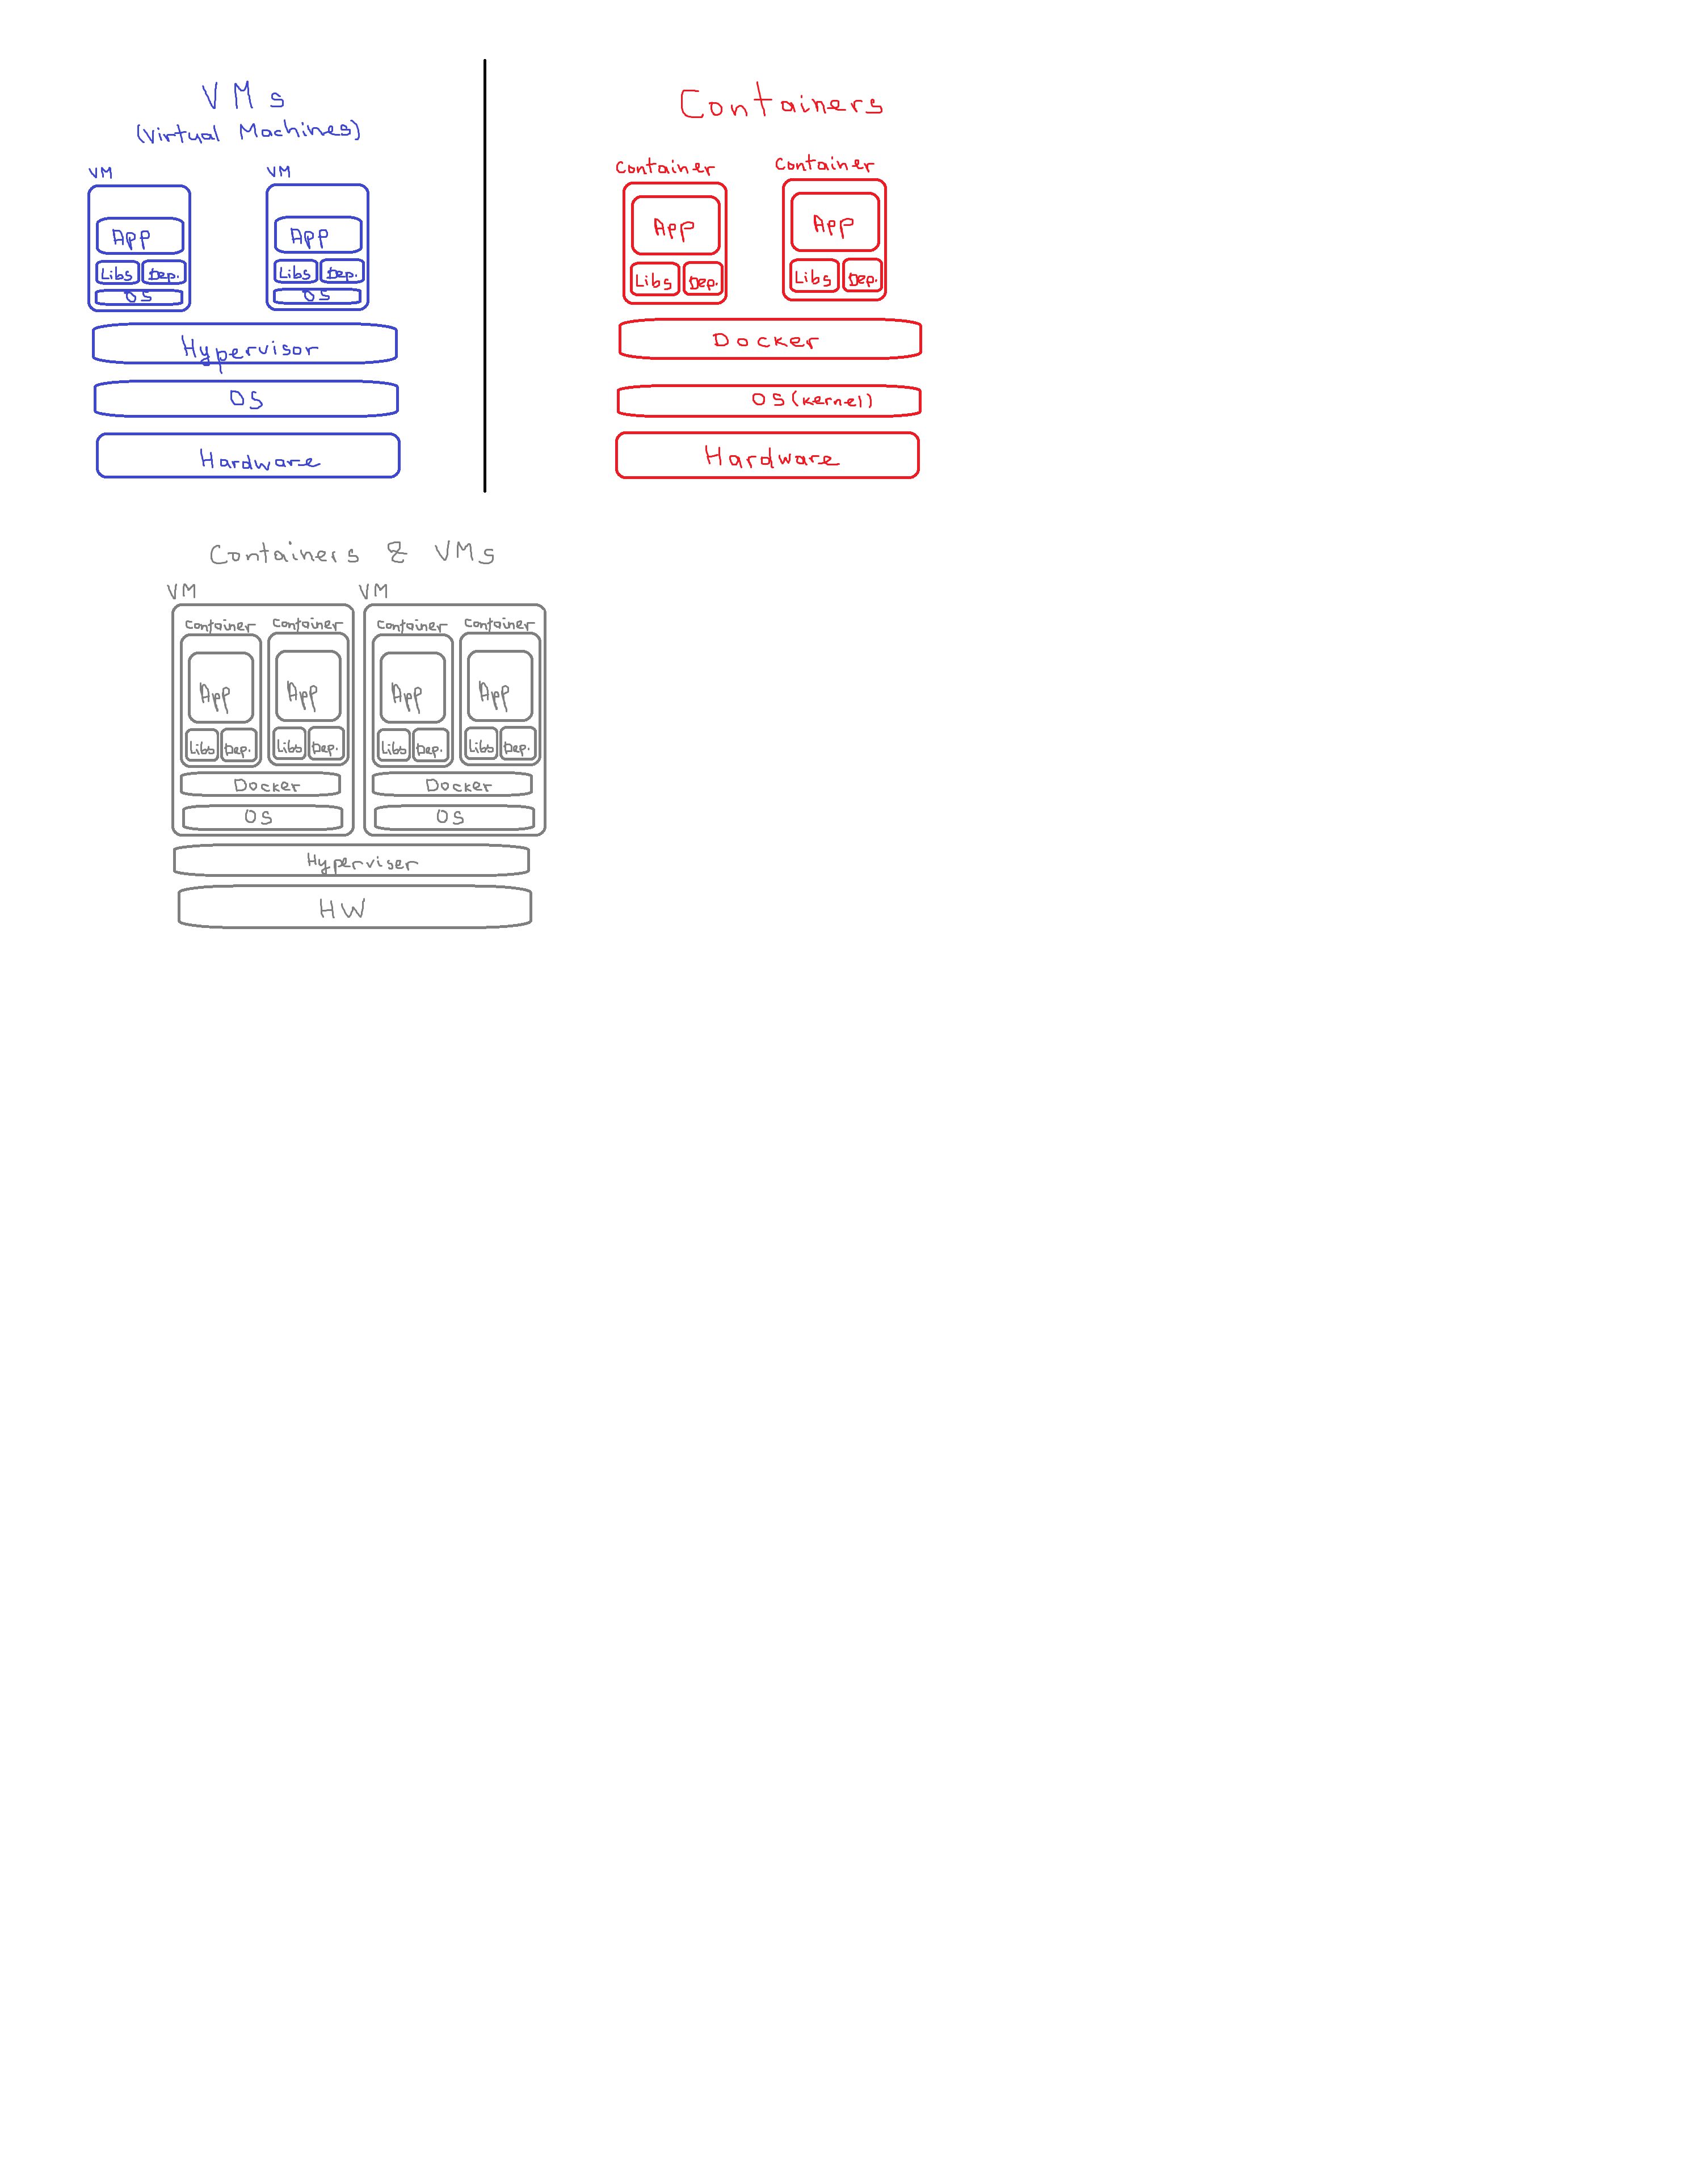 VMs
(Virtual Machines)
VM VM
App App
Libs Dep. Libs Dep.
OS OS
Hypervisor
OS
Hardware
Containers
Container Container
App App
Libs Dep. Libs Dep.
Docker
OS (kernel)
Hardware
Containers & VMs
VM VM
Container Container Container Container
App App App App
Libs Dep. Libs Dep. Libs Dep. Libs Dep.
Docker Docker
OS OS
Hyperviser
HW